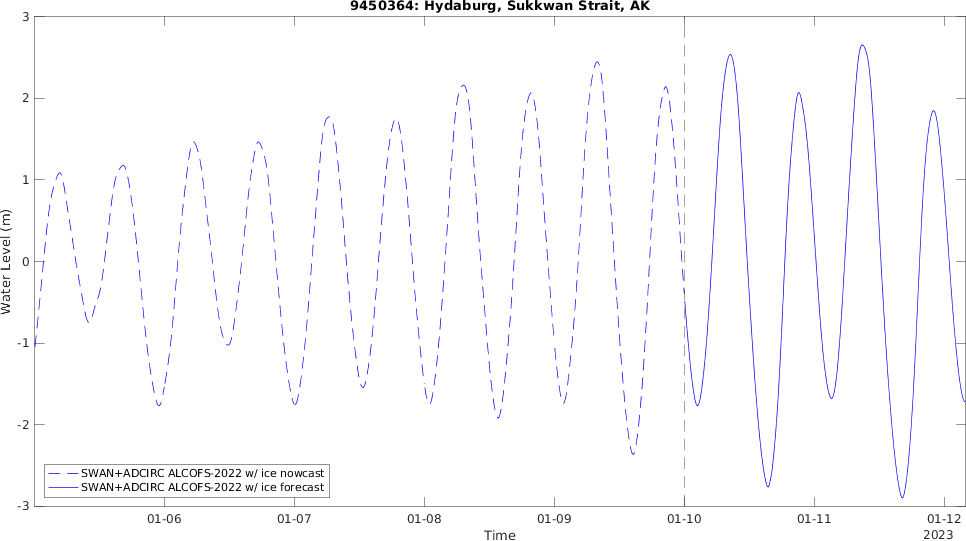 9450364: Hydaburg, Sukkwan Strait, AK
3
2
1
0
-1
-2
-3
Water Level (m)
SWAN+ADCIRC ALCOFS-2022 w/ ice nowcast
SWAN+ADCIRC ALCOFS-2022 w/ ice forecast
01-06 01-07 01-08 01-09 01-10 01-11 01-12
Time 2023